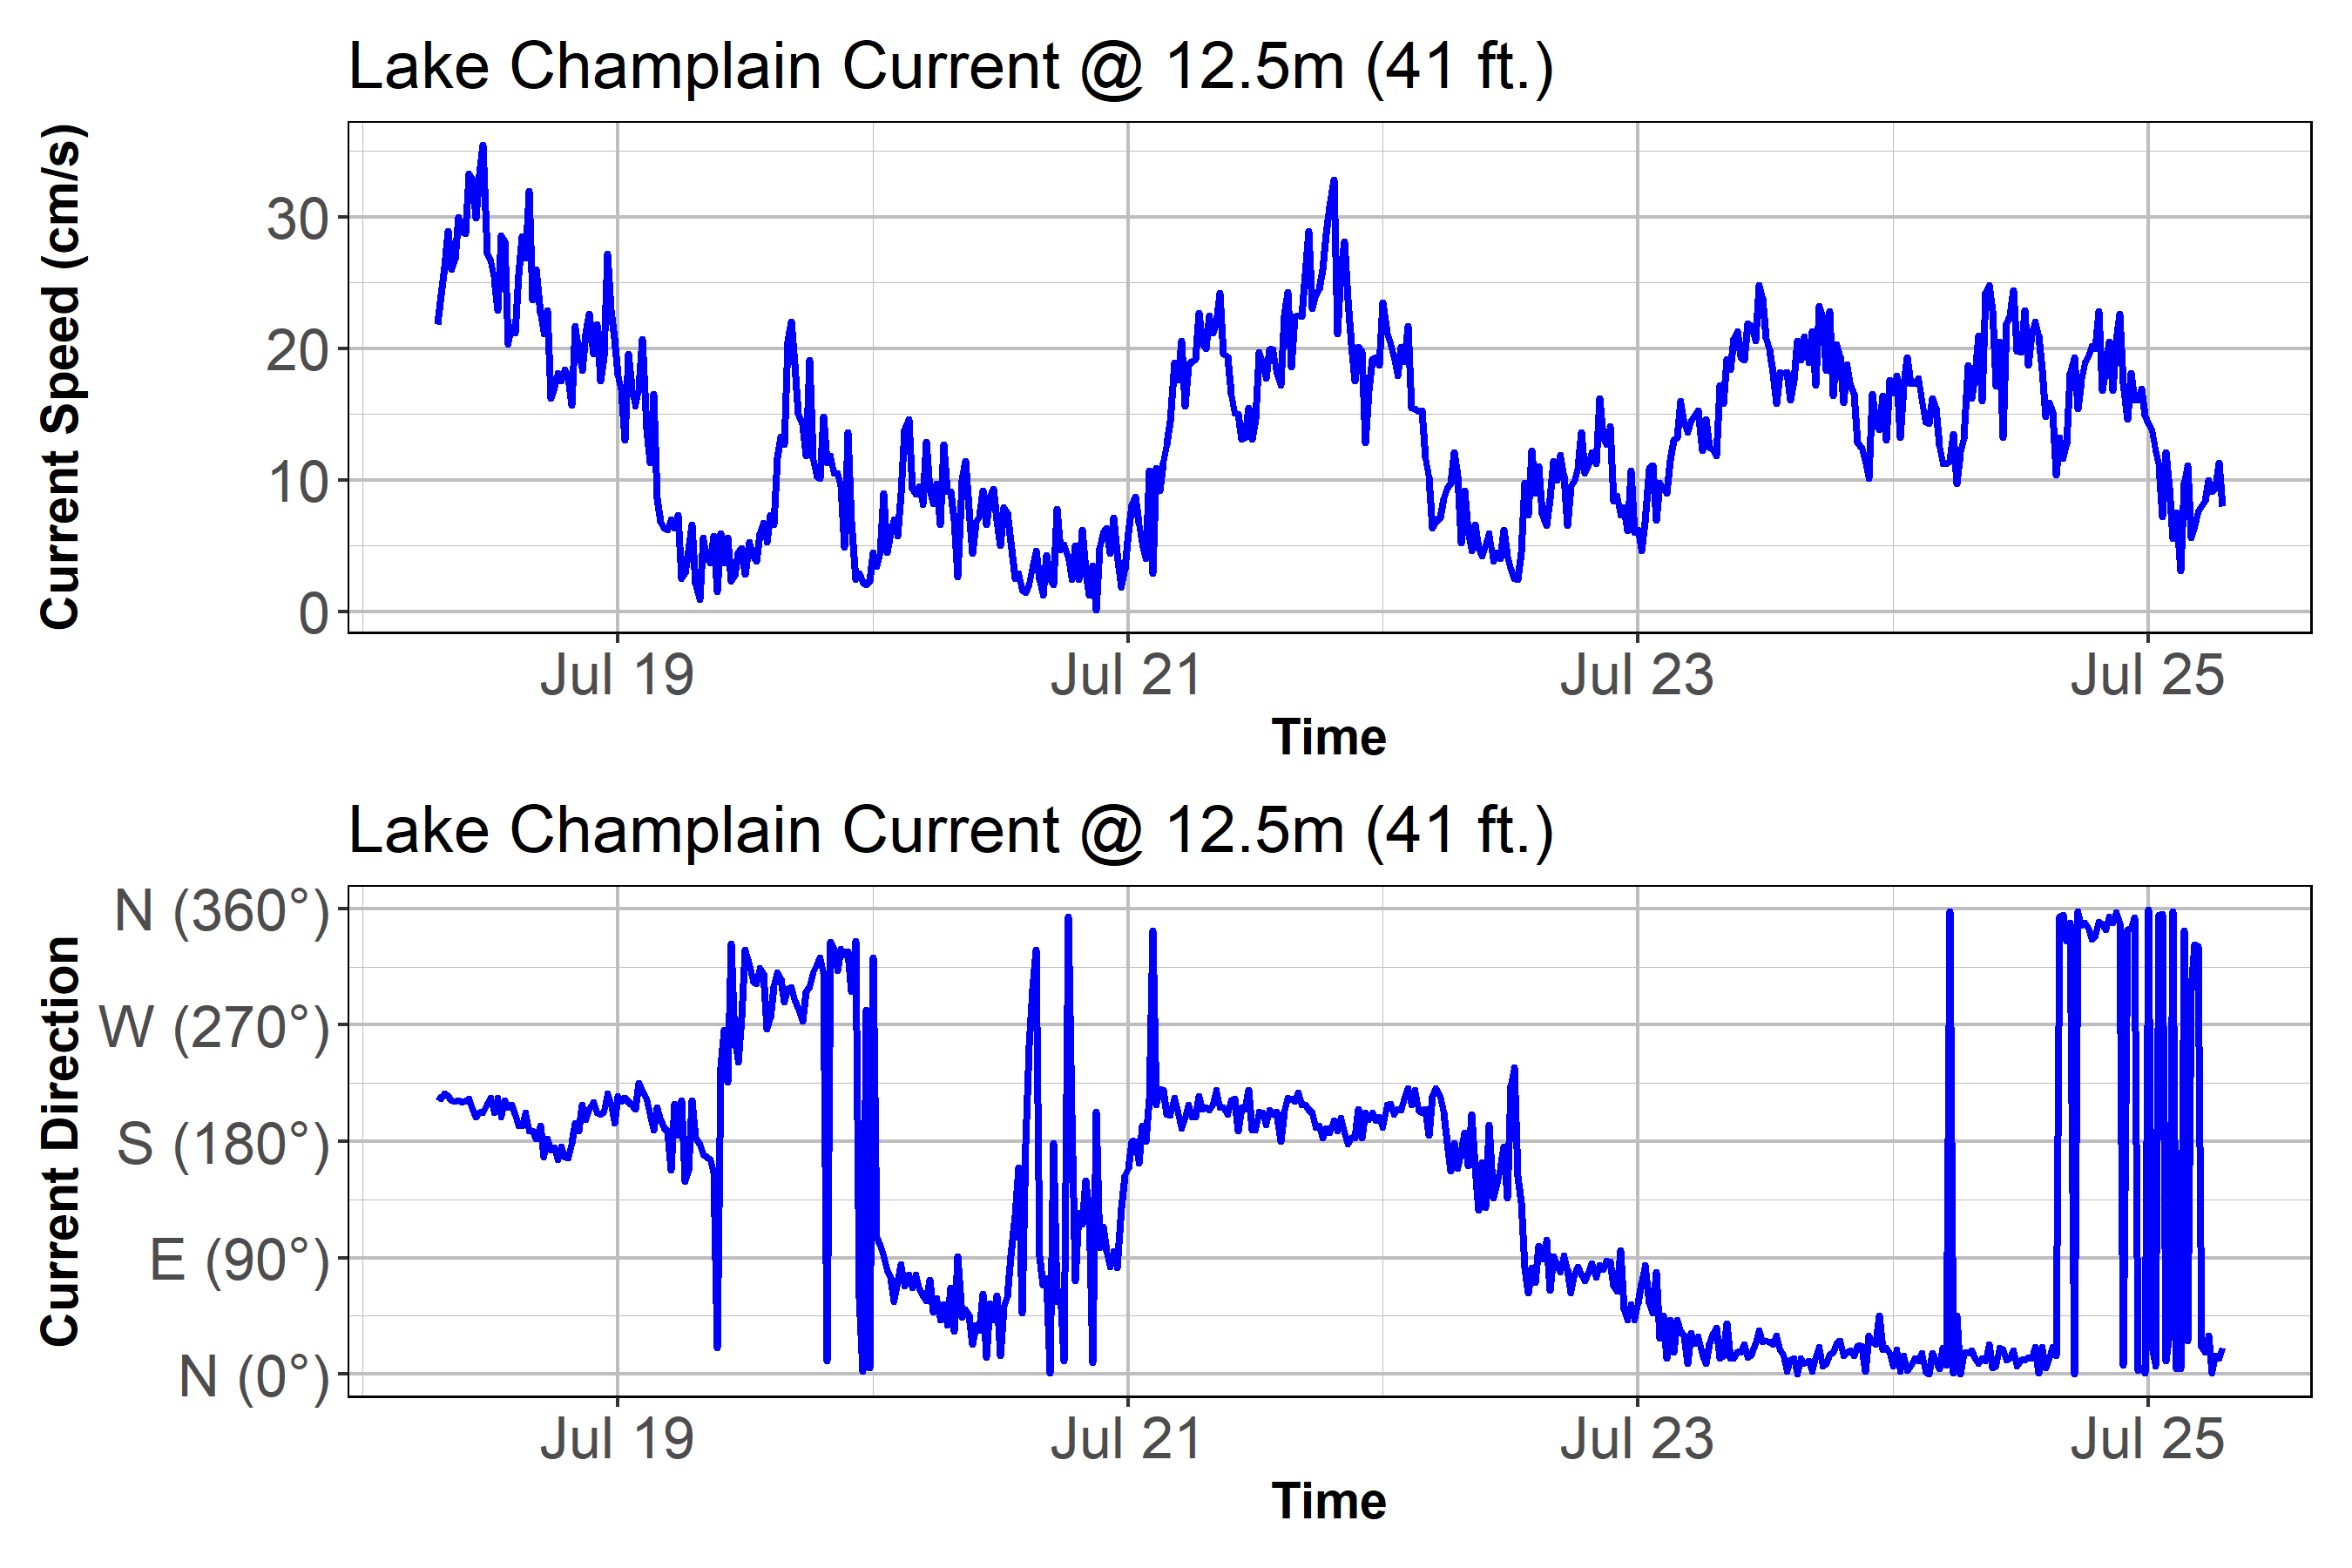 Lake Champlain Current @ 12.5m (41 ft.)
Current Speed (cm/s)
30
20
10
0
Jul 19 Jul 21 Jul 23 Jul 25
Time
Lake Champlain Current @ 12.5m (41 ft.)
Current Direction
N (360°)
W (270°)
S (180°)
E (90°)
N (0°)
Jul 19 Jul 21 Jul 23 Jul 25
Time